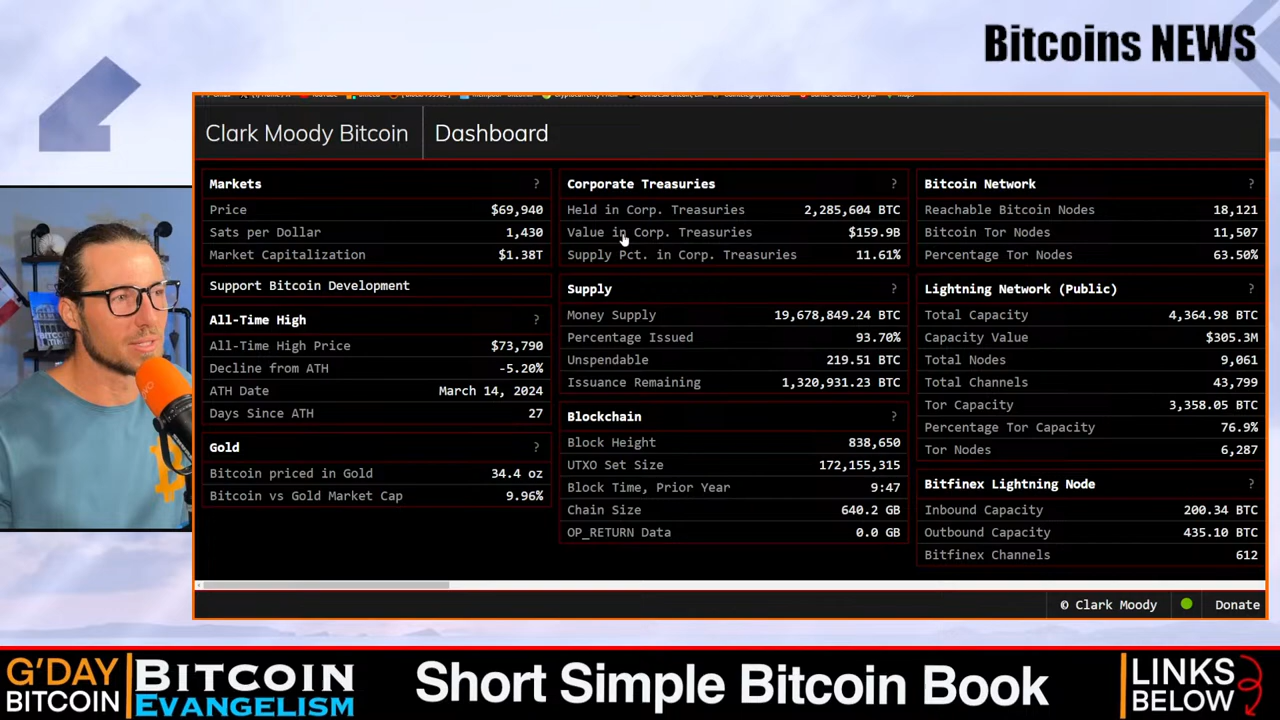 Bitcoins NEWS
Clark Moody Bitcoin Dashboard
Markets ?
Price $69,940
Sats per Dollar 1,430
Market Capitalization $1.38T
Support Bitcoin Development
All-Time High ?
All-Time High Price $73,790
Decline from ATH -5.20%
ATH Date March 14, 2024
Days Since ATH 27
Gold ?
Bitcoin priced in Gold 34.4 oz
Bitcoin vs Gold Market Cap 9.96%
Corporate Treasuries ?
Held in Corp. Treasuries 2,285,604 BTC
Value in Corp. Treasuries $159.9B
Supply Pct. in Corp. Treasuries 11.61%
Supply ?
Money Supply 19,678,849.24 BTC
Percentage Issued 93.70%
Unspendable 219.51 BTC
Issuance Remaining 1,320,931.23 BTC
Blockchain ?
Block Height 838,650
UTXO Set Size 172,155,315
Block Time, Prior Year 9:47
Chain Size 640.2 GB
OP_RETURN Data 0.0 GB
Bitcoin Network ?
Reachable Bitcoin Nodes 18,121
Bitcoin Tor Nodes 11,507
Percentage Tor Nodes 63.50%
Lightning Network (Public) ?
Total Capacity 4,364.98 BTC
Capacity Value $305.3M
Total Nodes 9,061
Total Channels 43,799
Tor Capacity 3,358.05 BTC
Percentage Tor Capacity 76.9%
Tor Nodes 6,287
Bitfinex Lightning Node ?
Inbound Capacity 200.34 BTC
Outbound Capacity 435.10 BTC
Bitfinex Channels 612
© Clark Moody Donate
G'DAY
BITCOIN
BITCOIN
EVANGELISM
Short Simple Bitcoin Book
LINKS
BELOW